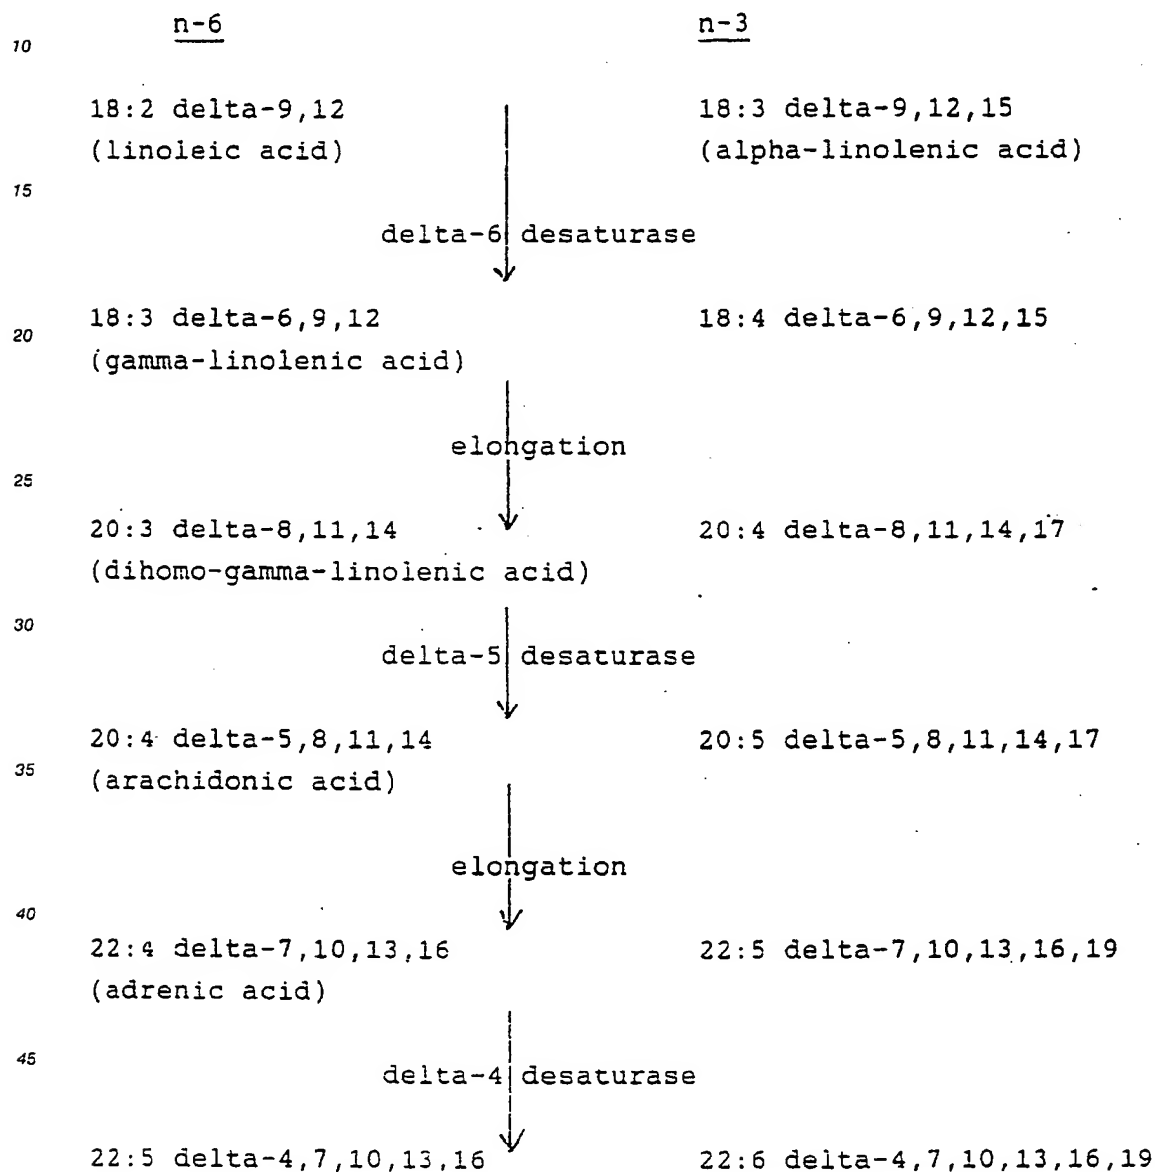 n-6 n-3
10
18:2 delta-9,12 18:3 delta-9,12,15
(linoleic acid) (alpha-linolenic acid)
15
delta-6 desaturase
18:3 delta-6,9,12 18:4 delta-6,9,12,15
20
(gamma-linolenic acid)
elongation
25
20:3 delta-8,11,14 20:4 delta-8,11,14,17
(dihomo-gamma-linolenic acid)
30
delta-5 desaturase
20:4 delta-5,8,11,14 20:5 delta-5,8,11,14,17
35
(arachidonic acid)
elongation
40
22:4 delta-7,10,13,16 22:5 delta-7,10,13,16,19
(adrenic acid)
45
delta-4 desaturase
22:5 delta-4,7,10,13,16 22:6 delta-4,7,10,13,16,19